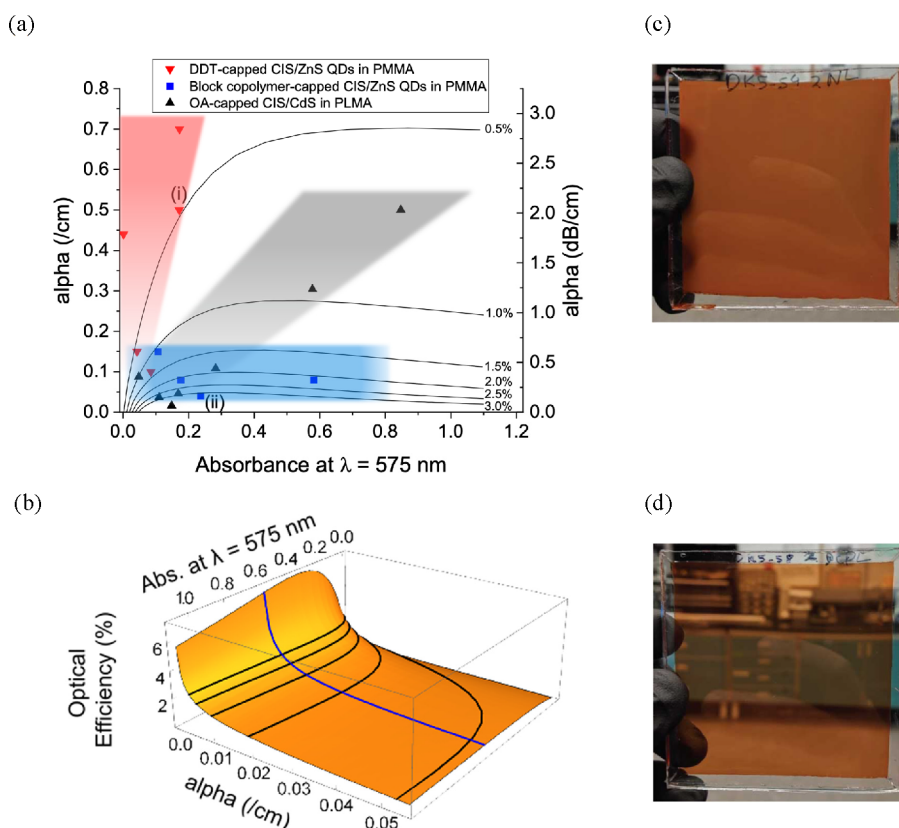 (a)
DDT-capped CIS/ZnS QDs in PMMA
Block copolymer-capped CIS/ZnS QDs in PMMA
OA-capped CIS/CdS in PLMA
0.8
0.7
0.6
0.5
0.4
0.3
0.2
0.1
0.0
alpha (/cm)
3.0
2.5
2.0
1.5
1.0
0.5
0.0
alpha (dB/cm)
0.5%
1.0%
1.5%
2.0%
2.5%
3.0%
(i)
(ii)
0.0 0.2 0.4 0.6 0.8 1.0 1.2
Absorbance at λ = 575 nm
(b)
Abs. at λ = 575 nm
1.0 0.8 0.6 0.4 0.2 0.0
Optical
Efficiency (%)
6
4
2
0.0 0.01 0.02 0.03 0.04 0.05
alpha (/cm)
(c)
DKS-59 2NL
(d)